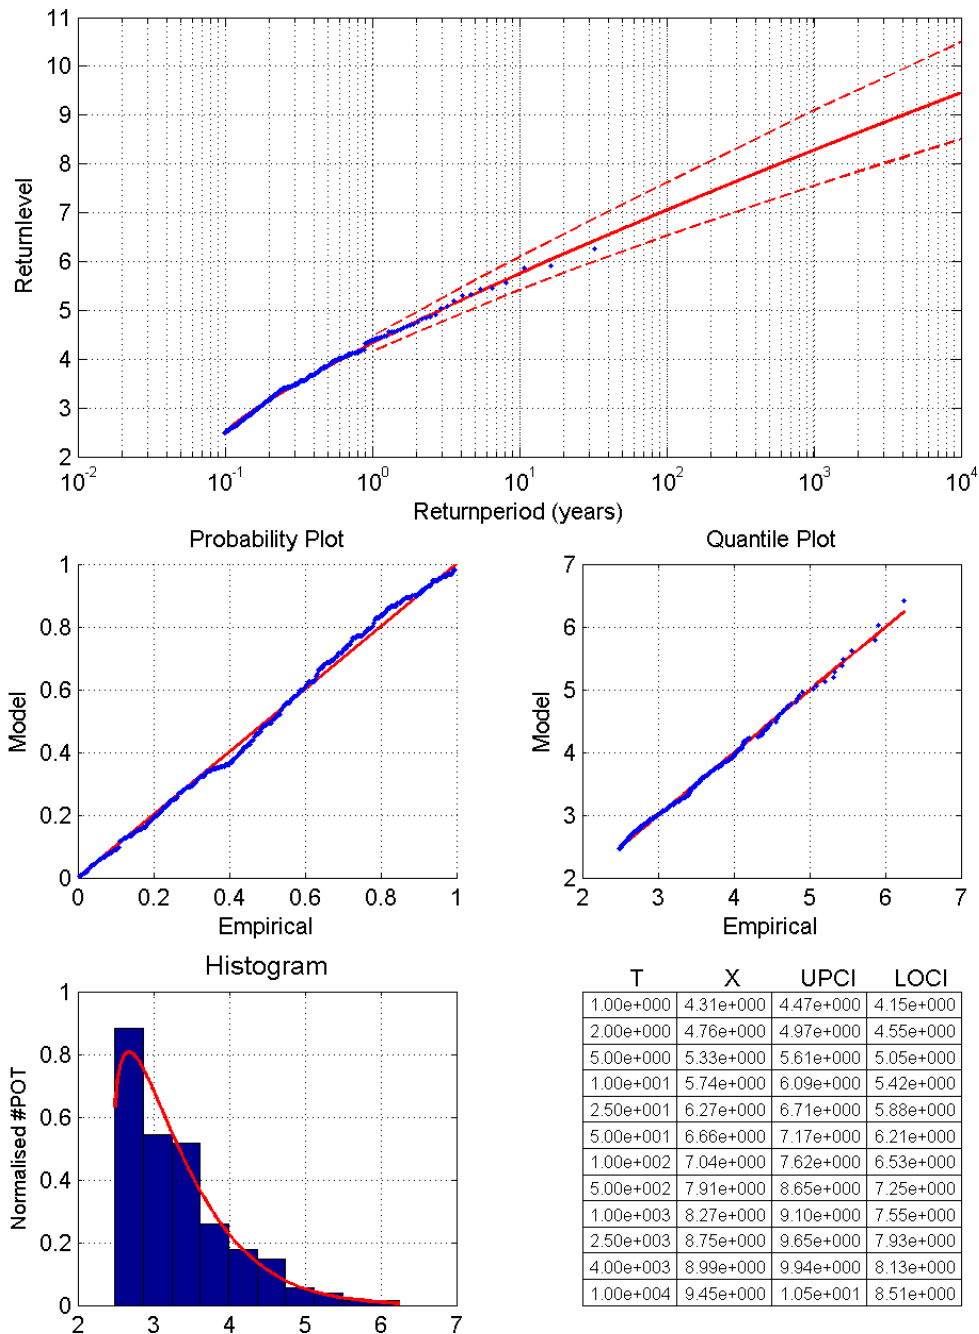 11
10
9
8
7
6
5
4
3
2
Returnlevel
10-2 10-1 100 101 102 103 104
Returnperiod (years)
Probability Plot
1
0.8
0.6
0.4
0.2
0
Model
0 0.2 0.4 0.6 0.8 1
Empirical
Quantile Plot
7
6
5
4
3
2
Model
2 3 4 5 6 7
Empirical
Histogram
1
0.8
0.6
0.4
0.2
0
Normalised #POT
2 3 4 5 6 7
T X UPCI LOCI
1.00e+000 4.31e+000 4.47e+000 4.15e+000
2.00e+000 4.76e+000 4.97e+000 4.55e+000
5.00e+000 5.33e+000 5.61e+000 5.05e+000
1.00e+001 5.74e+000 6.09e+000 5.42e+000
2.50e+001 6.27e+000 6.71e+000 5.88e+000
5.00e+001 6.66e+000 7.17e+000 6.21e+000
1.00e+002 7.04e+000 7.62e+000 6.53e+000
5.00e+002 7.91e+000 8.65e+000 7.25e+000
1.00e+003 8.27e+000 9.10e+000 7.55e+000
2.50e+003 8.75e+000 9.65e+000 7.93e+000
4.00e+003 8.99e+000 9.94e+000 8.13e+000
1.00e+004 9.45e+000 1.05e+001 8.51e+000